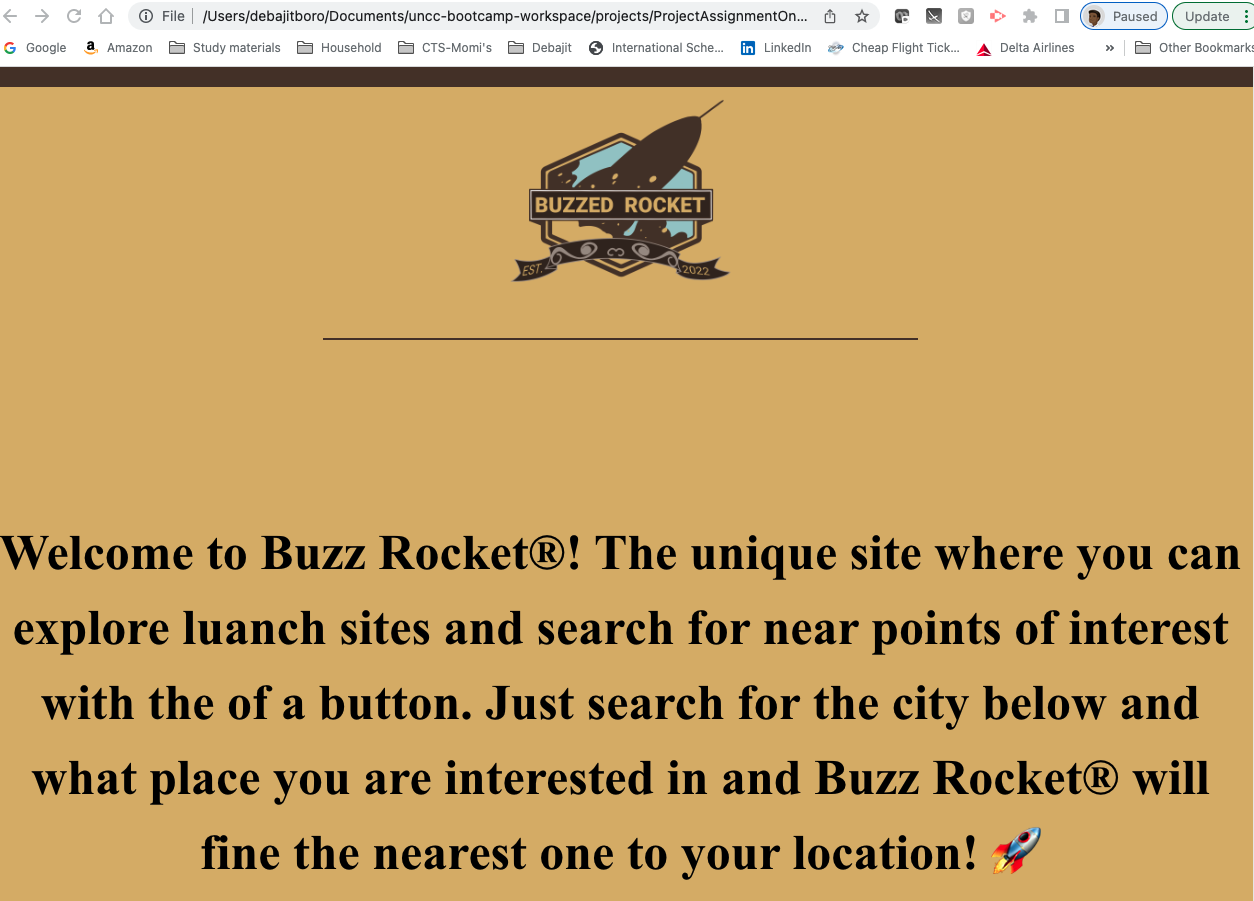 File /Users/debajitboro/Documents/uncc-bootcamp-workspace/projects/ProjectAssignmentOn... Paused Update
Google Amazon Study materials Household CTS-Momi's Debajit International Sche... LinkedIn Cheap Flight Tick... Delta Airlines » Other Bookmarks
BUZZED ROCKET
EST. 2022
Welcome to Buzz Rocket®! The unique site where you can
explore luanch sites and search for near points of interest
with the of a button. Just search for the city below and
what place you are interested in and Buzz Rocket® will
fine the nearest one to your location! 🚀